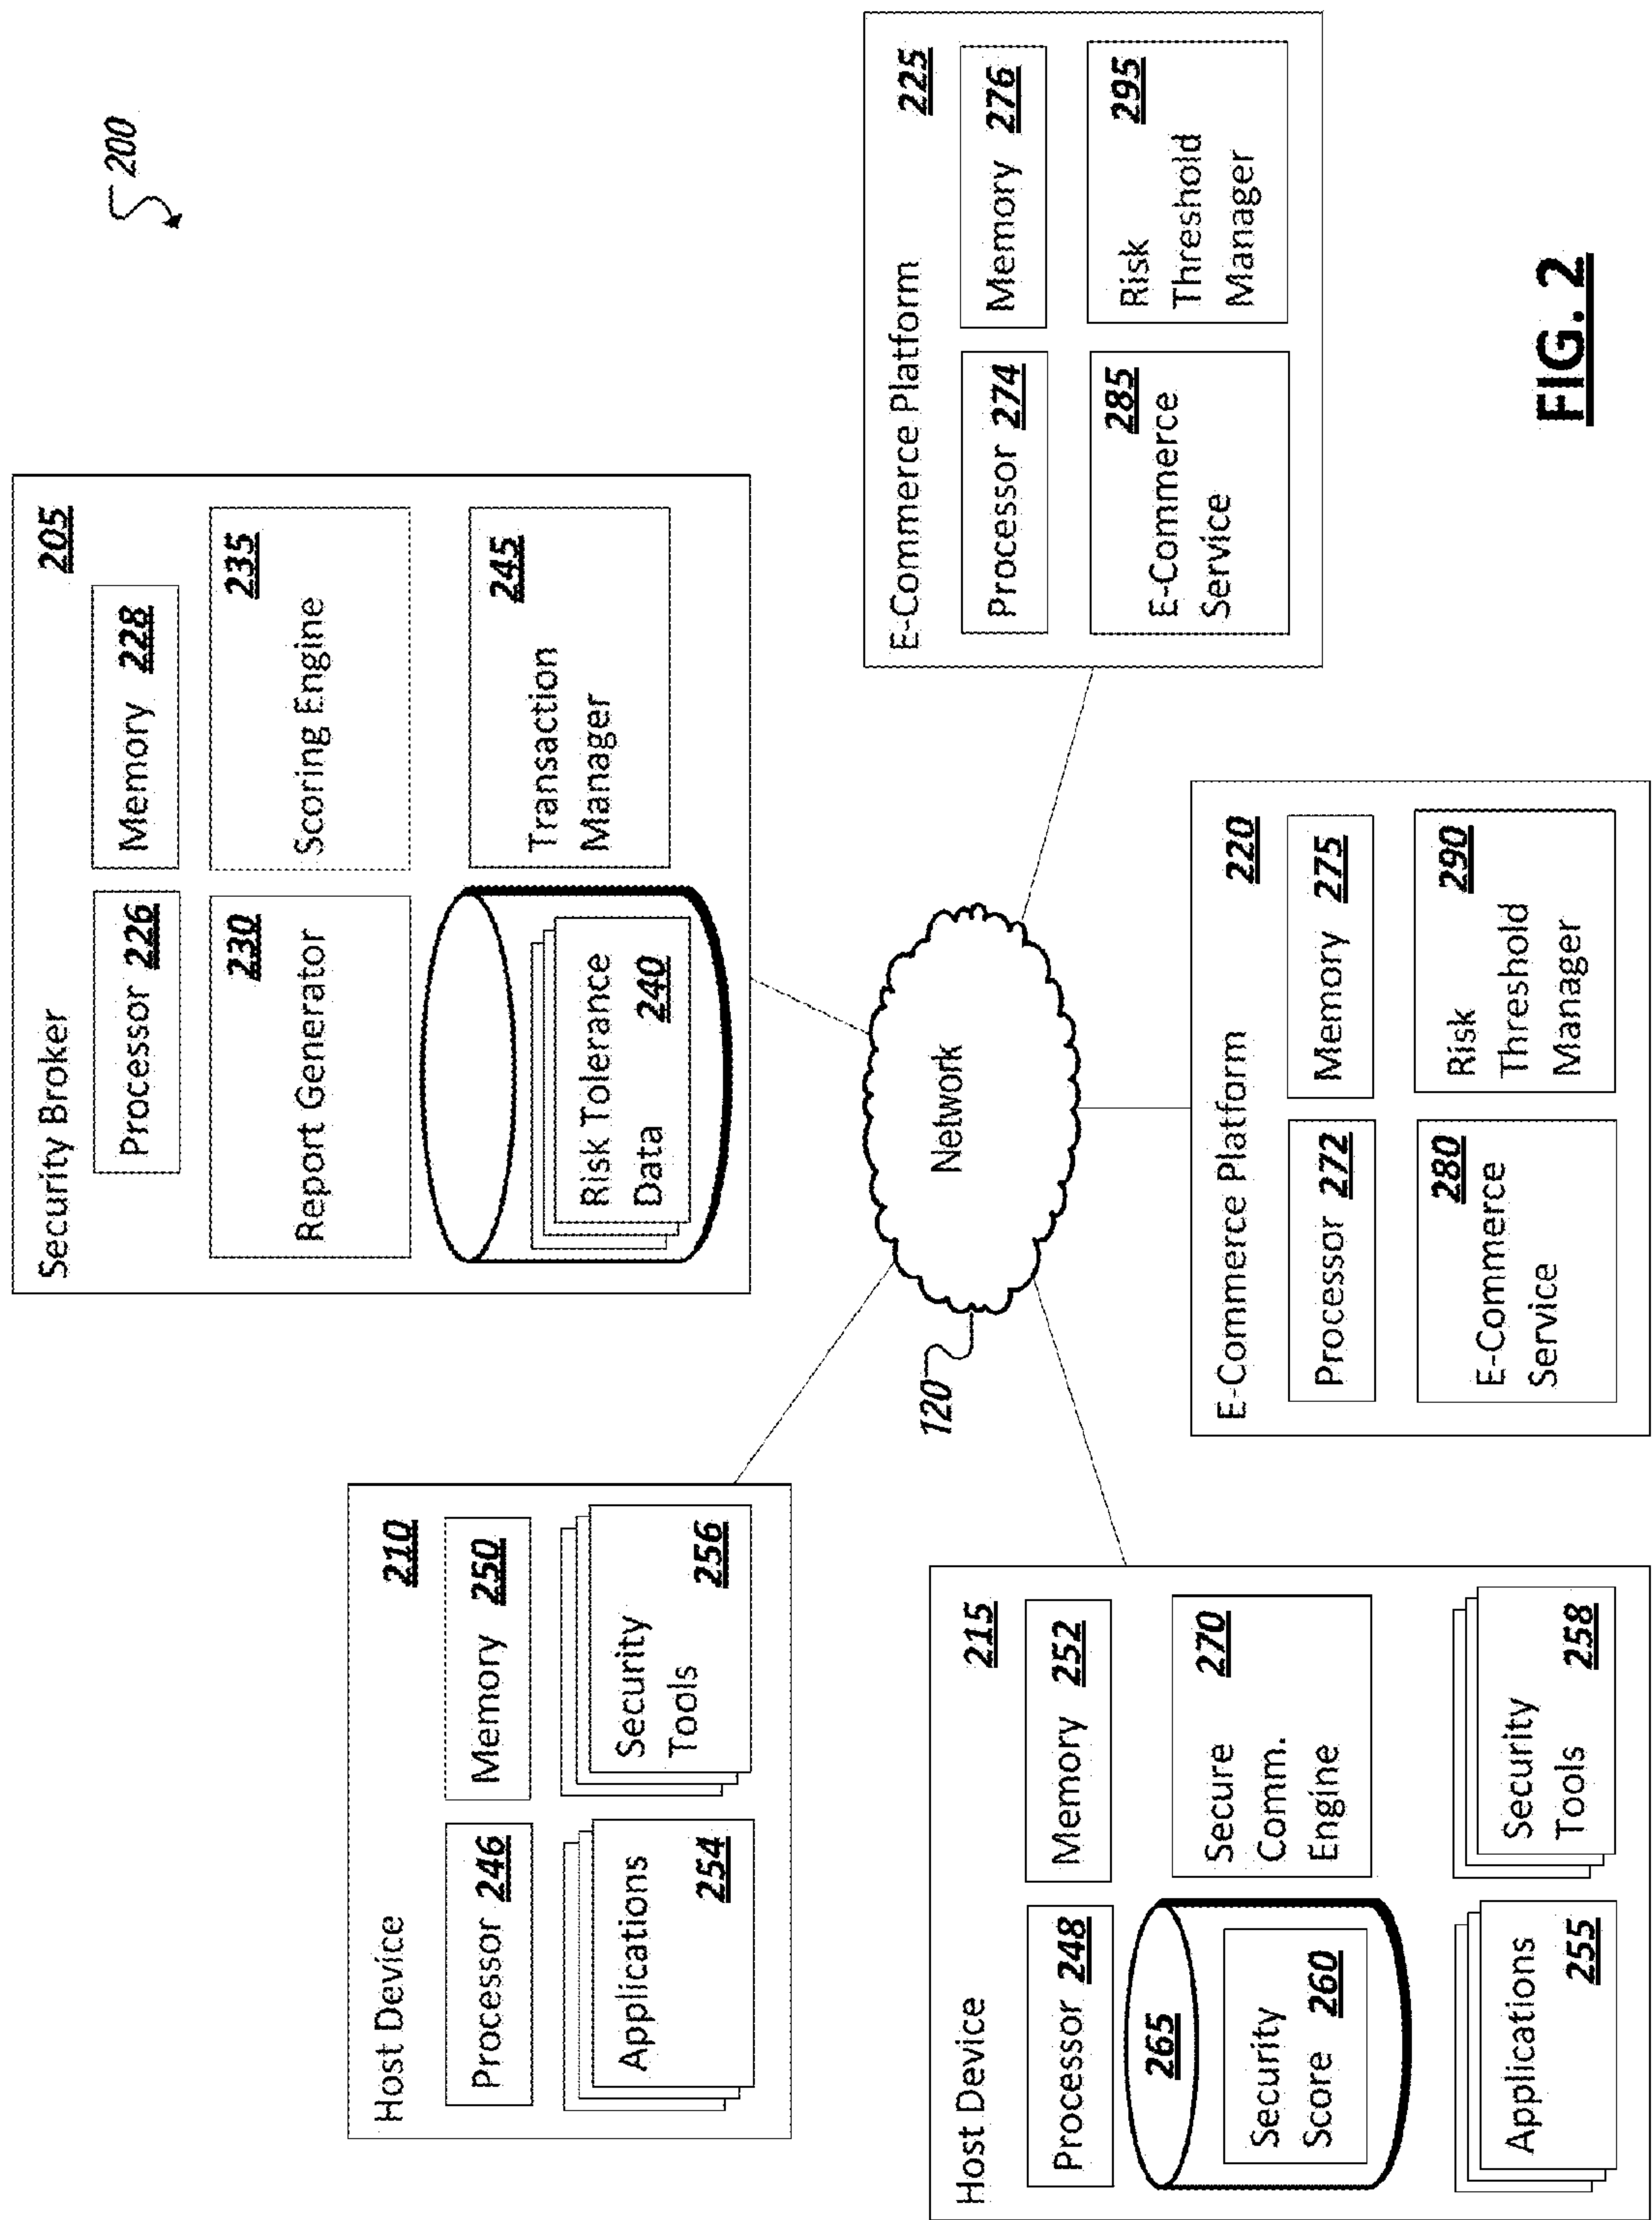 200
Security Broker 205
Processor 226
Memory 228
230
Report Generator
235
Scoring Engine
Risk Tolerance
Data 240
245
Transaction
Manager
Host Device 210
Processor 246
Memory 250
Applications
254
Security
Tools 256
Network
120
Host Device 215
Processor 248
Memory 252
265
Security
Score 260
Secure 270
Comm.
Engine
Applications
255
Security
Tools 258
E-Commerce Platform 220
Processor 272
Memory 275
280
E-Commerce
Service
Risk 290
Threshold
Manager
E-Commerce Platform 225
Processor 274
Memory 276
285
E-Commerce
Service
Risk 295
Threshold
Manager
FIG. 2